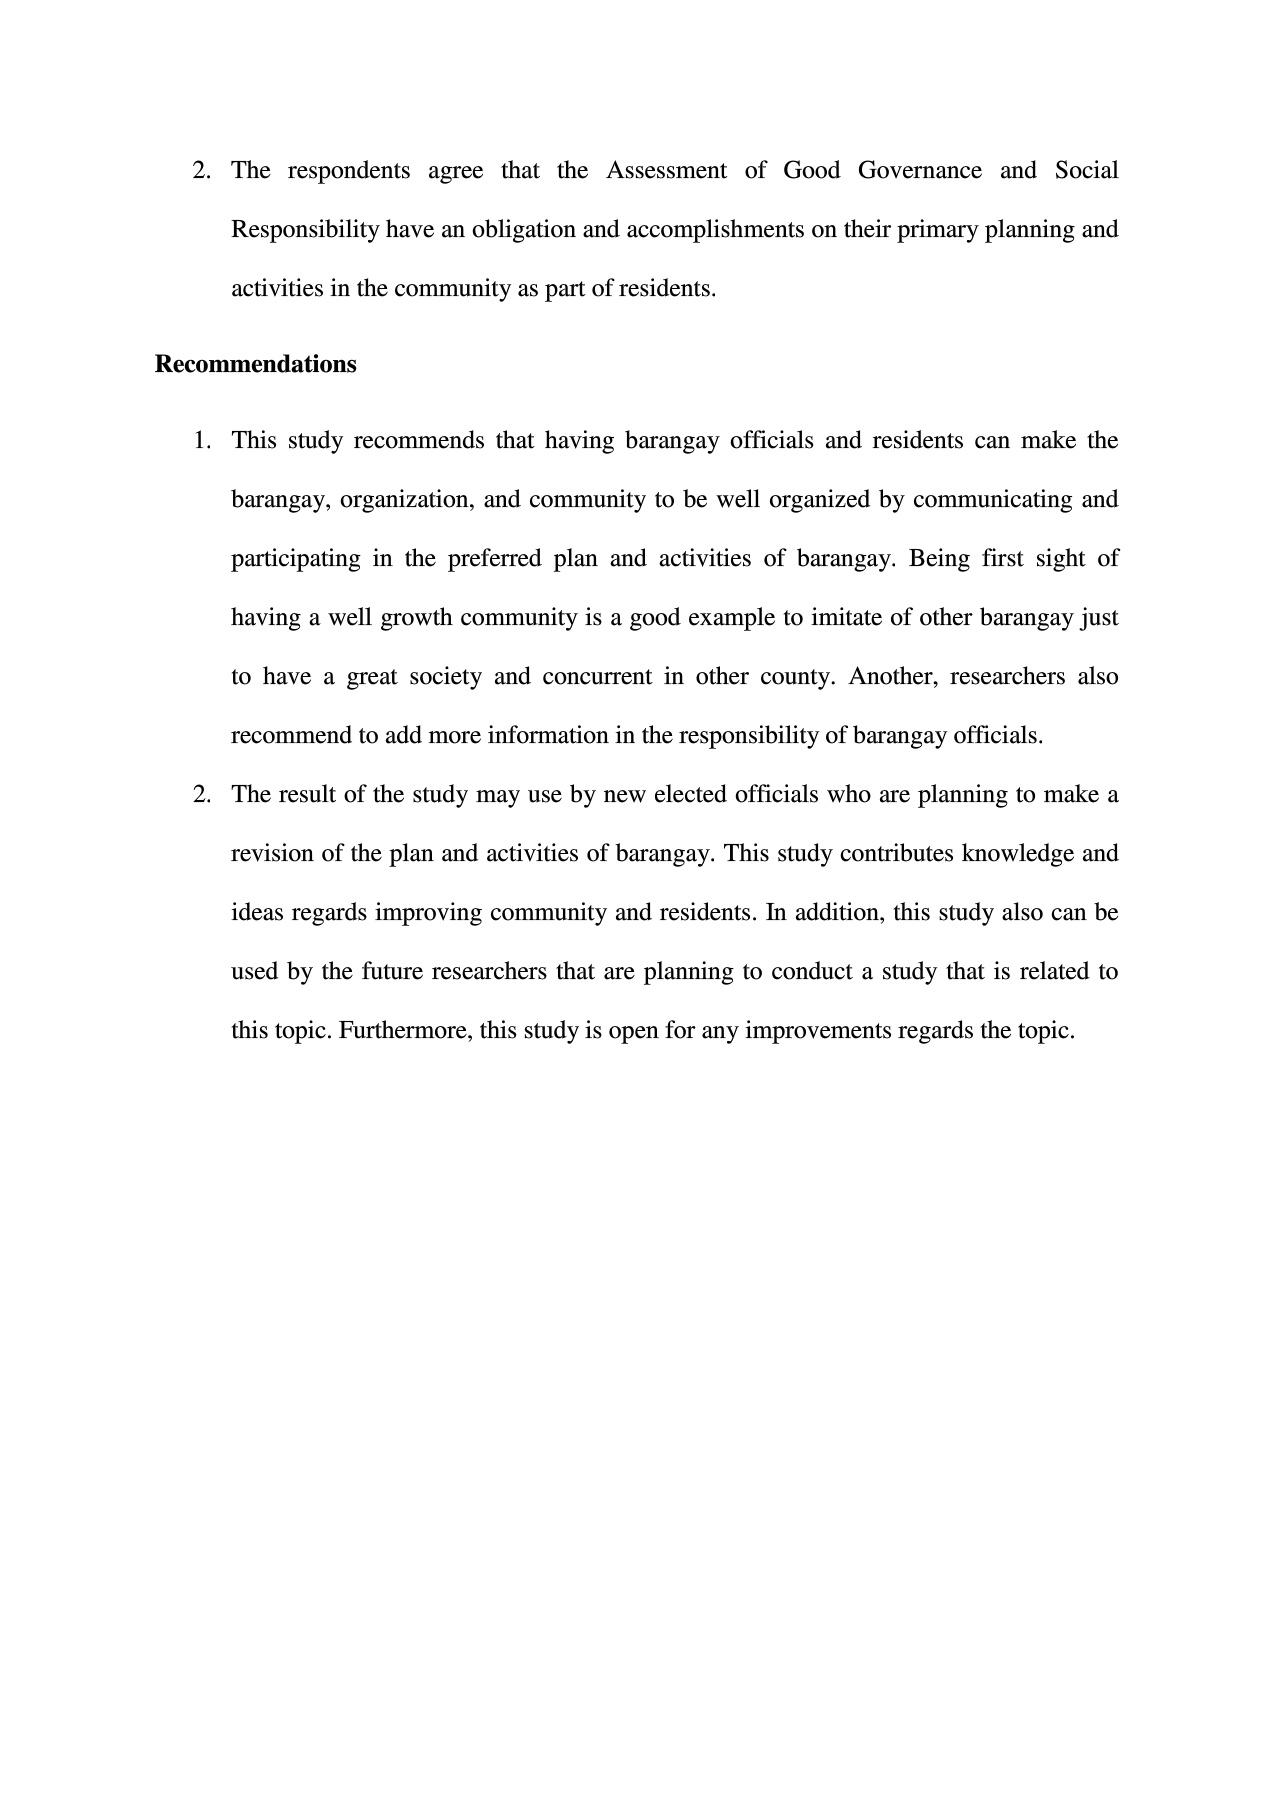 2. The respondents agree that the Assessment of Good Governance and Social
Responsibility have an obligation and accomplishments on their primary planning and
activities in the community as part of residents.
Recommendations
1. This study recommends that having barangay officials and residents can make the
barangay, organization, and community to be well organized by communicating and
participating in the preferred plan and activities of barangay. Being first sight of
having a well growth community is a good example to imitate of other barangay just
to have a great society and concurrent in other county. Another, researchers also
recommend to add more information in the responsibility of barangay officials.
2. The result of the study may use by new elected officials who are planning to make a
revision of the plan and activities of barangay. This study contributes knowledge and
ideas regards improving community and residents. In addition, this study also can be
used by the future researchers that are planning to conduct a study that is related to
this topic. Furthermore, this study is open for any improvements regards the topic.